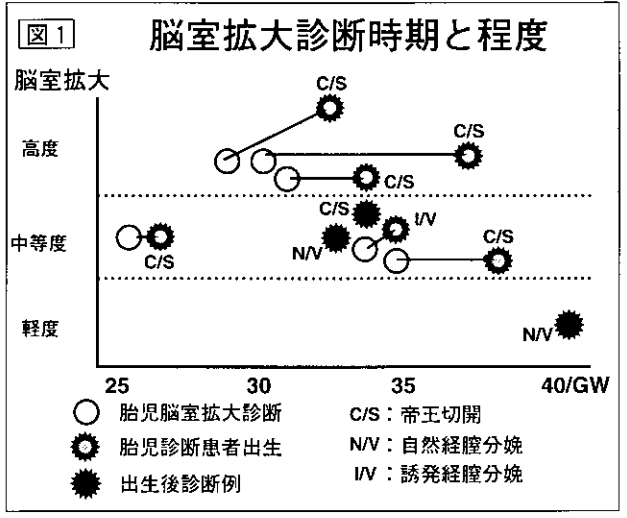 図1
脳室拡大診断時期と程度
脳室拡大
高度
中等度
軽度
C/S
C/S
C/S
C/S
I/V
N/V
C/S
C/S
N/V
25 30 35 40/GW
胎児脳室拡大診断
胎児診断患者出生
出生後診断例
C/S：帝王切開
N/V：自然経膣分娩
I/V：誘発経膣分娩